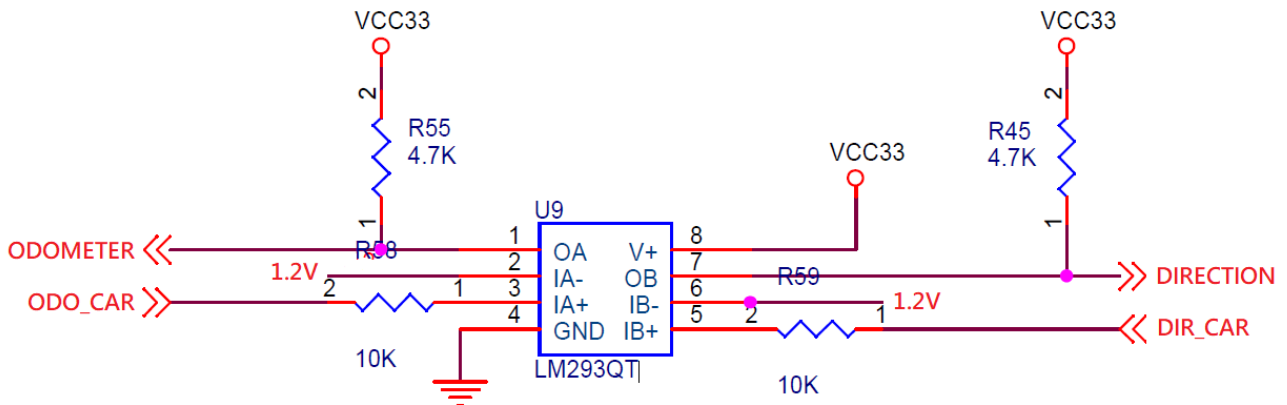 VCC33
VCC33
2
R55
4.7K
1
2
R45
4.7K
1
VCC33
U9
ODOMETER
R58
1
OA
V+
8
1.2V
2
IA-
OB
7
R59
DIRECTION
ODO_CAR
2
1
3
IA+
IB-
6
1.2V
4
GND
IB+
5
2
1
DIR_CAR
10K
LM293QT
10K